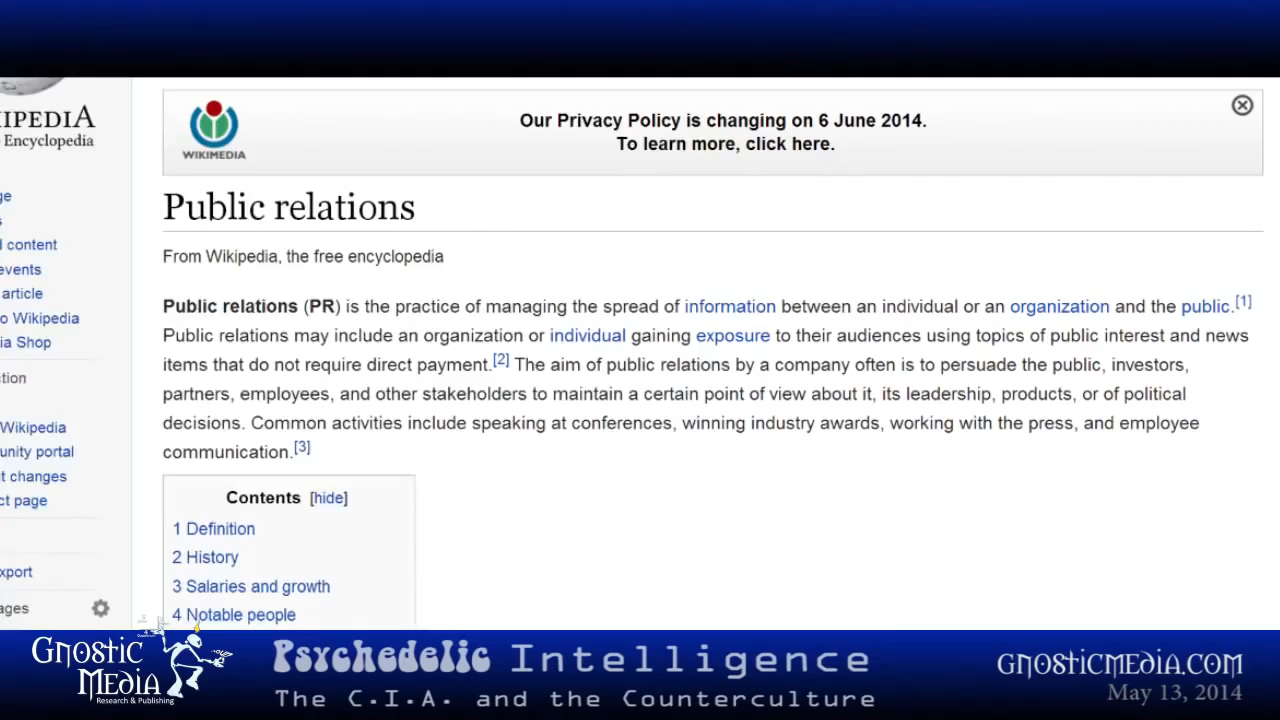 IPEDIA
Encyclopedia
Our Privacy Policy is changing on 6 June 2014.
To learn more, click here.
WIKIMEDIA
Public relations
From Wikipedia, the free encyclopedia
ge
s
d content
events
article
o Wikipedia
ia Shop
ction
Wikipedia
unity portal
t changes
ct page
xport
ages
Public relations (PR) is the practice of managing the spread of information between an individual or an organization and the public.[1]
Public relations may include an organization or individual gaining exposure to their audiences using topics of public interest and news
items that do not require direct payment.[2] The aim of public relations by a company often is to persuade the public, investors,
partners, employees, and other stakeholders to maintain a certain point of view about it, its leadership, products, or of political
decisions. Common activities include speaking at conferences, winning industry awards, working with the press, and employee
communication.[3]
Contents [hide]
1 Definition
2 History
3 Salaries and growth
4 Notable people
Gnostic
Media
Research & Publishing
Psychedelic Intelligence
The C.I.A. and the Counterculture
GNOSTICMEDIA.COM
May 13, 2014